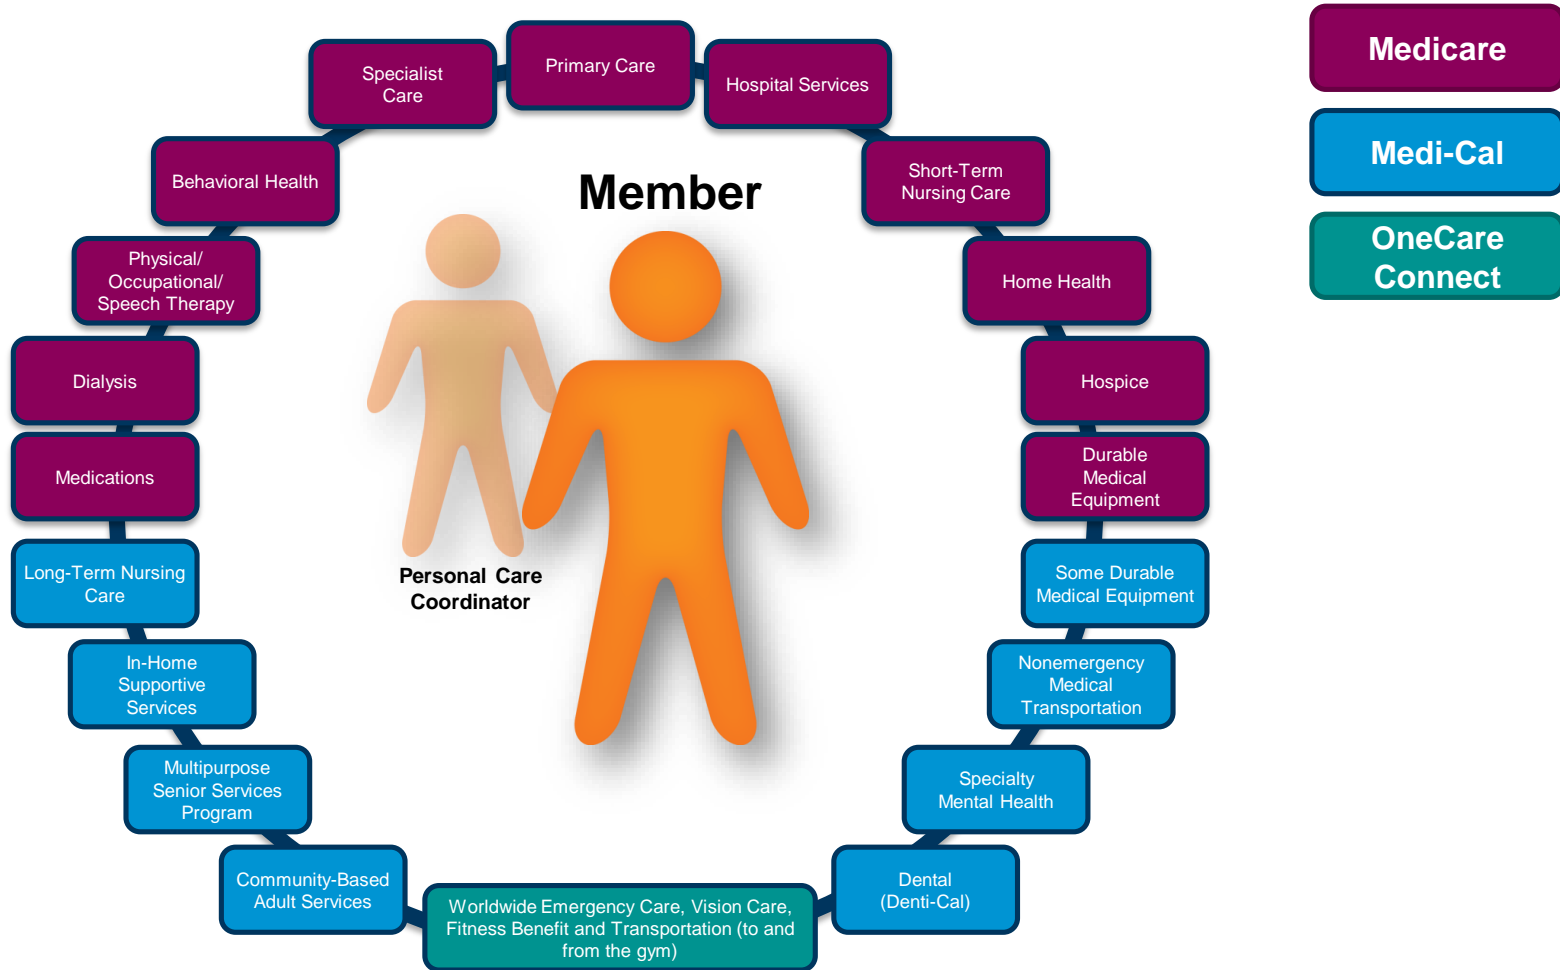 Primary Care
Hospital Services
Short-Term
Nursing Care
Home Health
Hospice
Durable
Medical
Equipment
Some Durable
Medical Equipment
Nonemergency
Medical
Transportation
Specialty
Mental Health
Dental
(Denti-Cal)
Worldwide Emergency Care, Vision Care,
Fitness Benefit and Transportation (to and
from the gym)
Community-Based
Adult Services
Multipurpose
Senior Services
Program
In-Home
Supportive
Services
Long-Term Nursing
Care
Medications
Dialysis
Physical/
Occupational/
Speech Therapy
Behavioral Health
Specialist
Care
Member
Personal Care
Coordinator
Medicare
Medi-Cal
OneCare
Connect